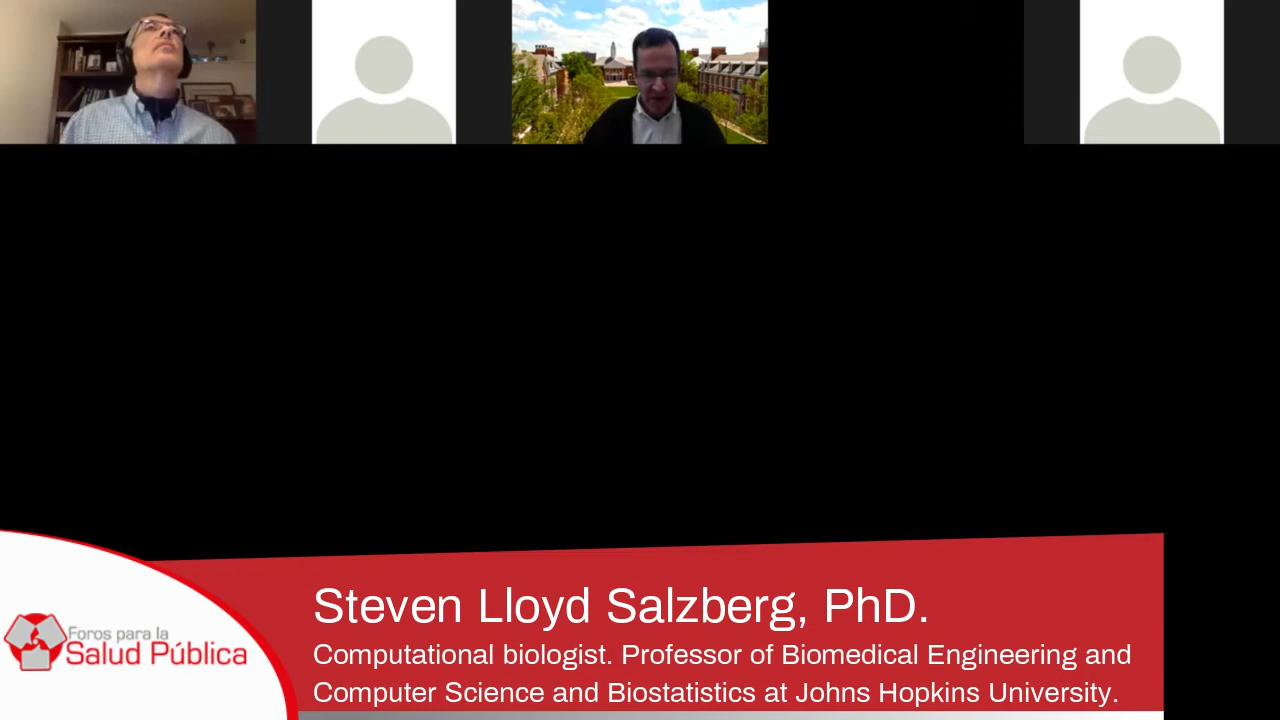 Steven Lloyd Salzberg, PhD.
Foros para la
Salud Pública
Computational biologist. Professor of Biomedical Engineering and
Computer Science and Biostatistics at Johns Hopkins University.